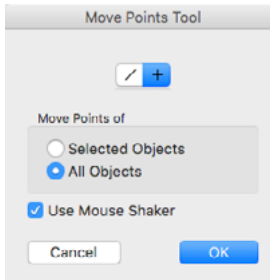 Move Points Tool
Move Points of
Selected Objects
All Objects
Use Mouse Shaker
Cancel
OK